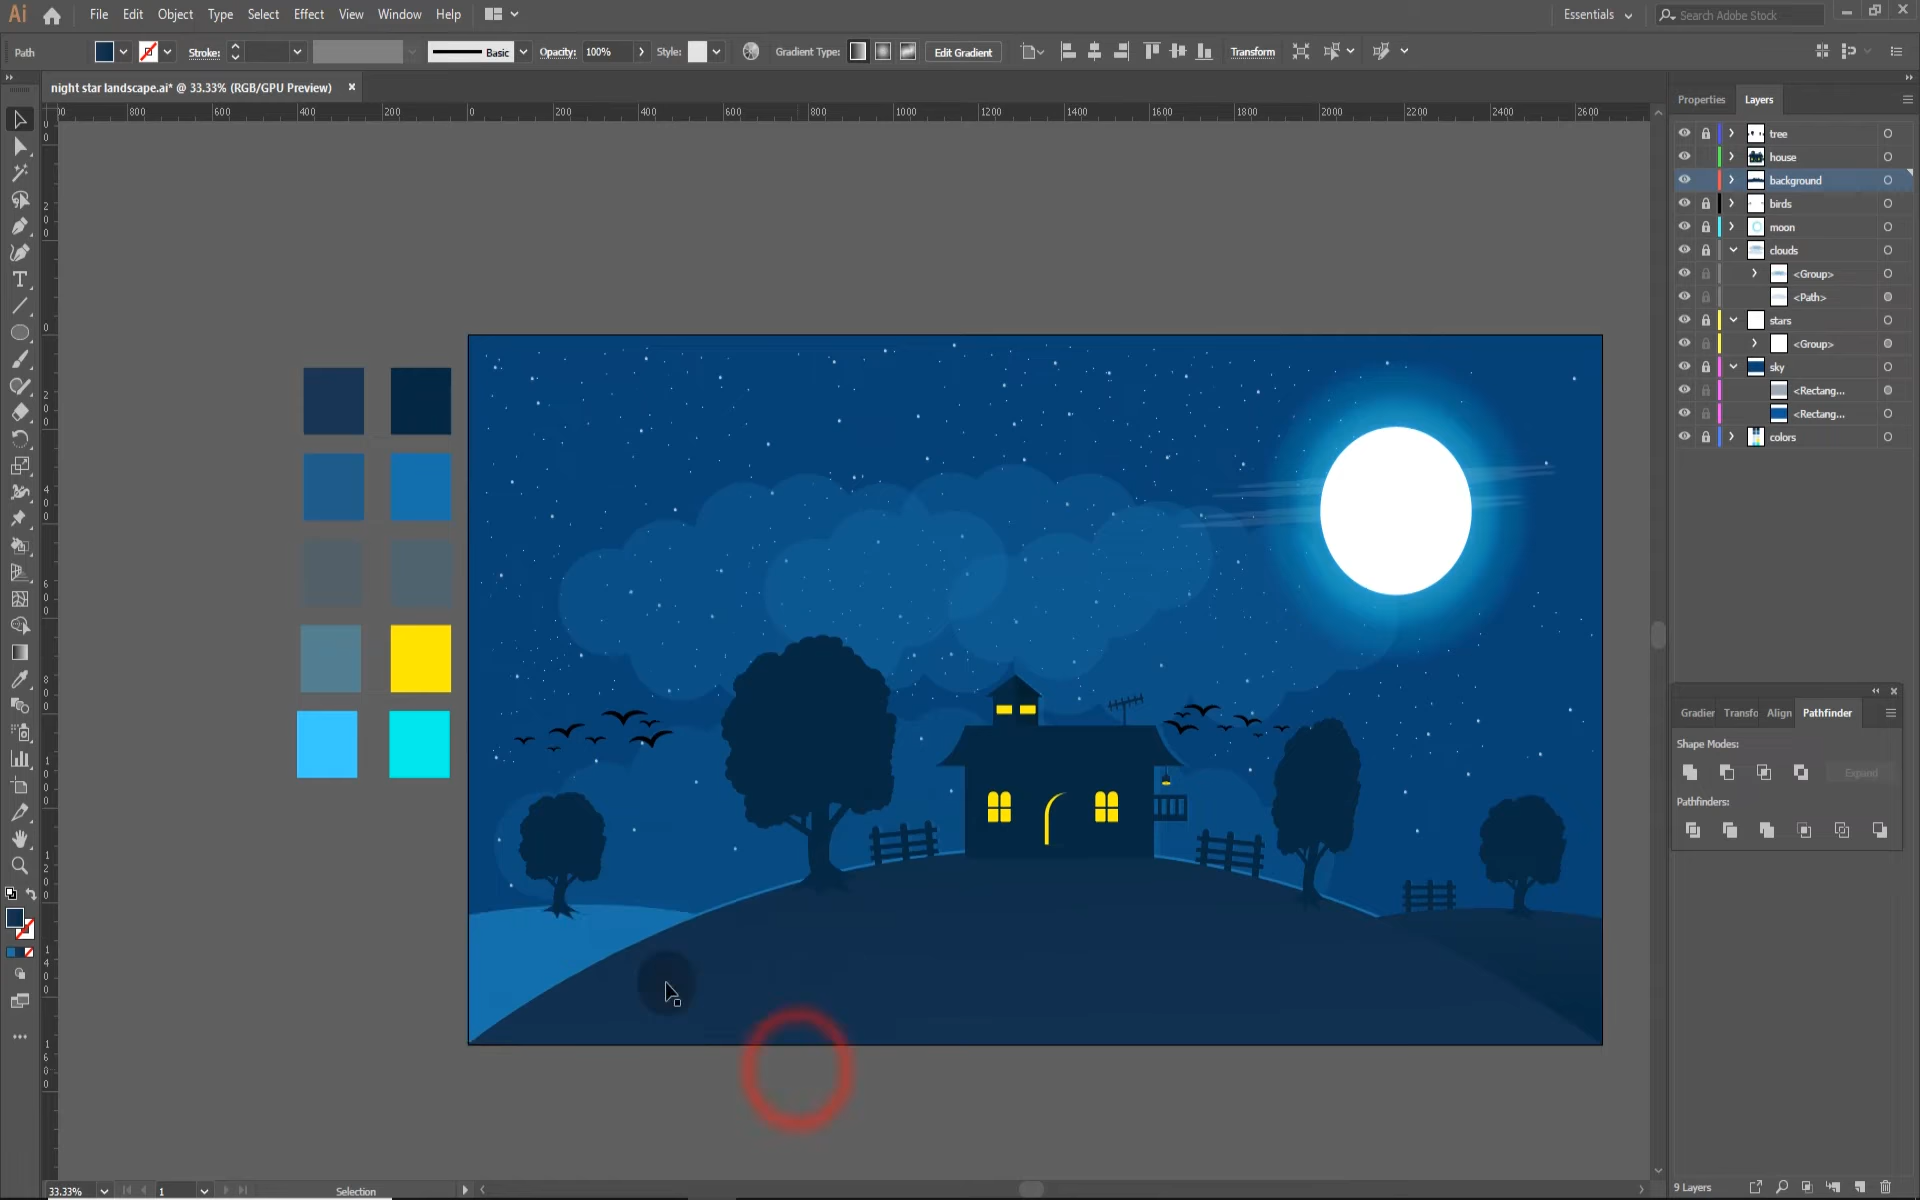 Ai File Edit Object Type Select Effect View Window Help Essentials Search Adobe Stock
Path Stroke: Basic Opacity: 100% Style: Gradient Type: Edit Gradient Transform
night star landscape.ai* @ 33.33% (RGB/GPU Preview) × Properties Layers
00 800 600 400 200 0 200 400 600 800 1000 1200 1400 1600 1800 2000 2200 2400 2600
tree
house
background
birds
moon
clouds
<Group>
<Path>
stars
<Group>
sky
<Rectang...
<Rectang...
colors
Gradier Transfo Align Pathfinder
Shape Modes:
Expand
Pathfinders:
33.33% 1 Selection 9 Layers